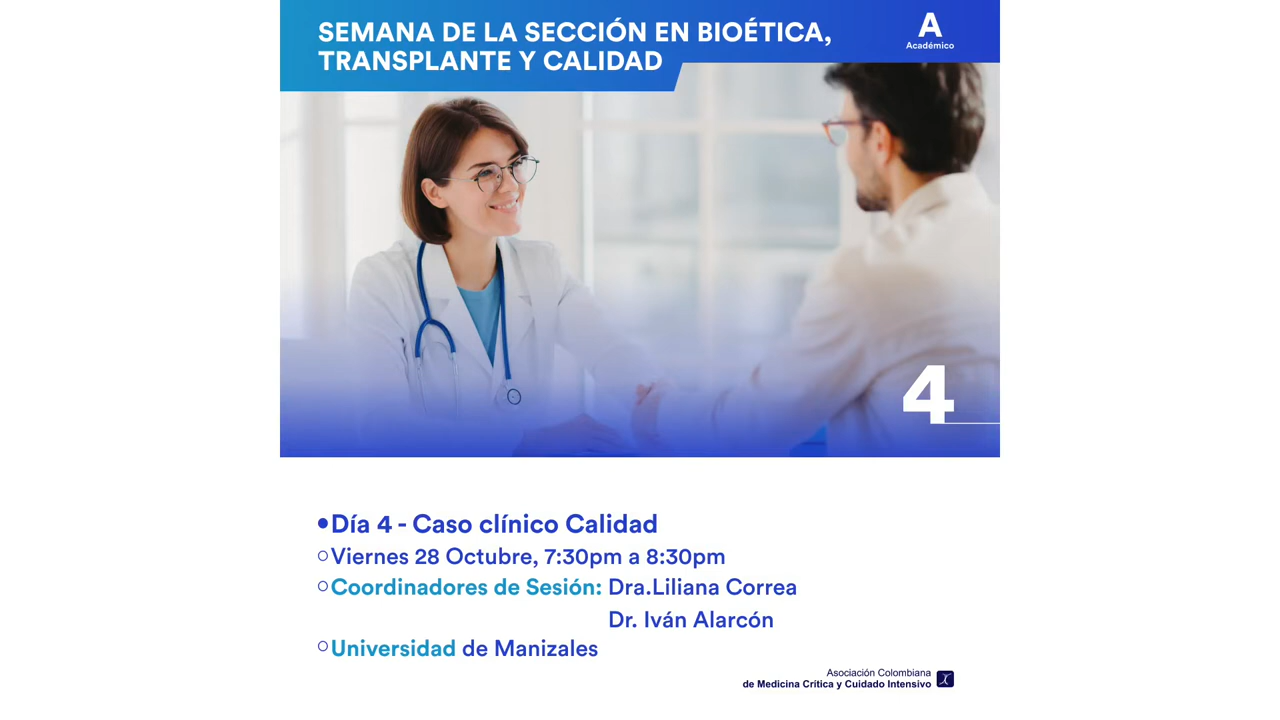 SEMANA DE LA SECCIÓN EN BIOÉTICA,
TRANSPLANTE Y CALIDAD
A
Académico
4
Día 4 - Caso clínico Calidad
Viernes 28 Octubre, 7:30pm a 8:30pm
Coordinadores de Sesión: Dra.Liliana Correa
Dr. Iván Alarcón
Universidad de Manizales
Asociación Colombiana
de Medicina Crítica y Cuidado Intensivo